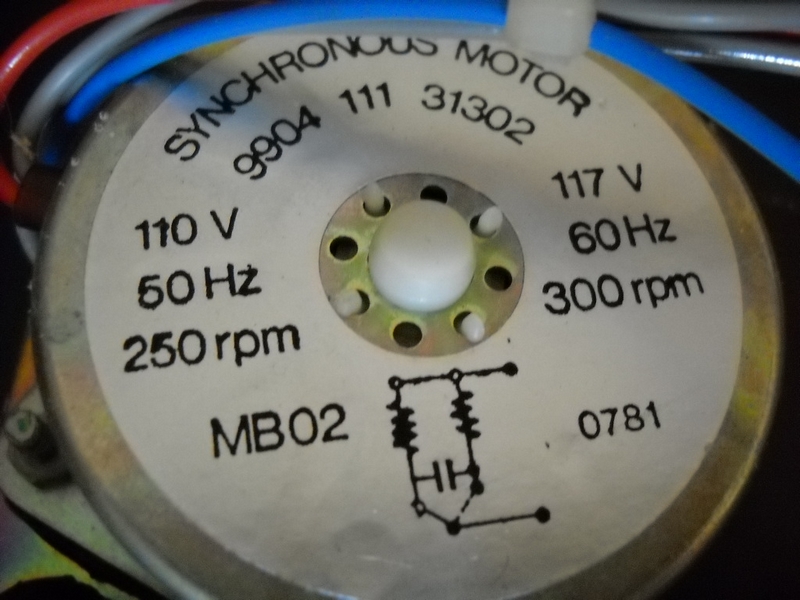 SYNCHRONOUS MOTOR
9904 111 31302
110 V
50 Hz
250 rpm
117 V
60 Hz
300 rpm
MB02
0781